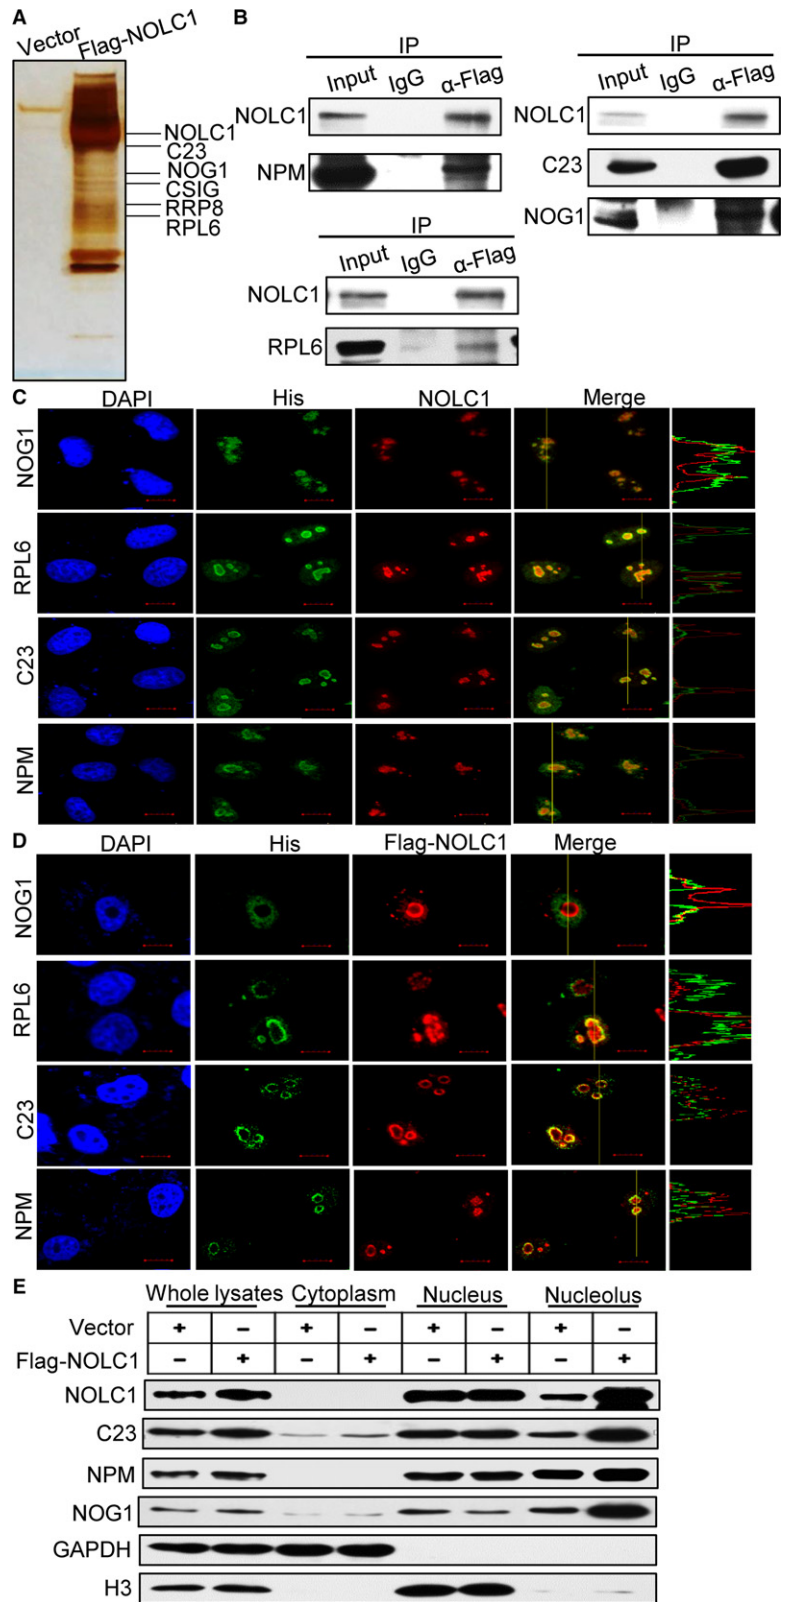 A
Vector Flag-NOLC1
NOLC1
C23
NOG1
CSIG
RRP8
RPL6
B
IP
Input IgG α-Flag
NOLC1
NPM
IP
Input IgG α-Flag
NOLC1
C23
NOG1
IP
Input IgG α-Flag
NOLC1
RPL6
C
DAPI His NOLC1 Merge
NOG1
RPL6
C23
NPM
D
DAPI His Flag-NOLC1 Merge
NOG1
RPL6
C23
NPM
E
Whole lysates Cytoplasm Nucleus Nucleolus
Vector + - + - + - + -
Flag-NOLC1 - + - + - + - +
NOLC1
C23
NPM
NOG1
GAPDH
H3